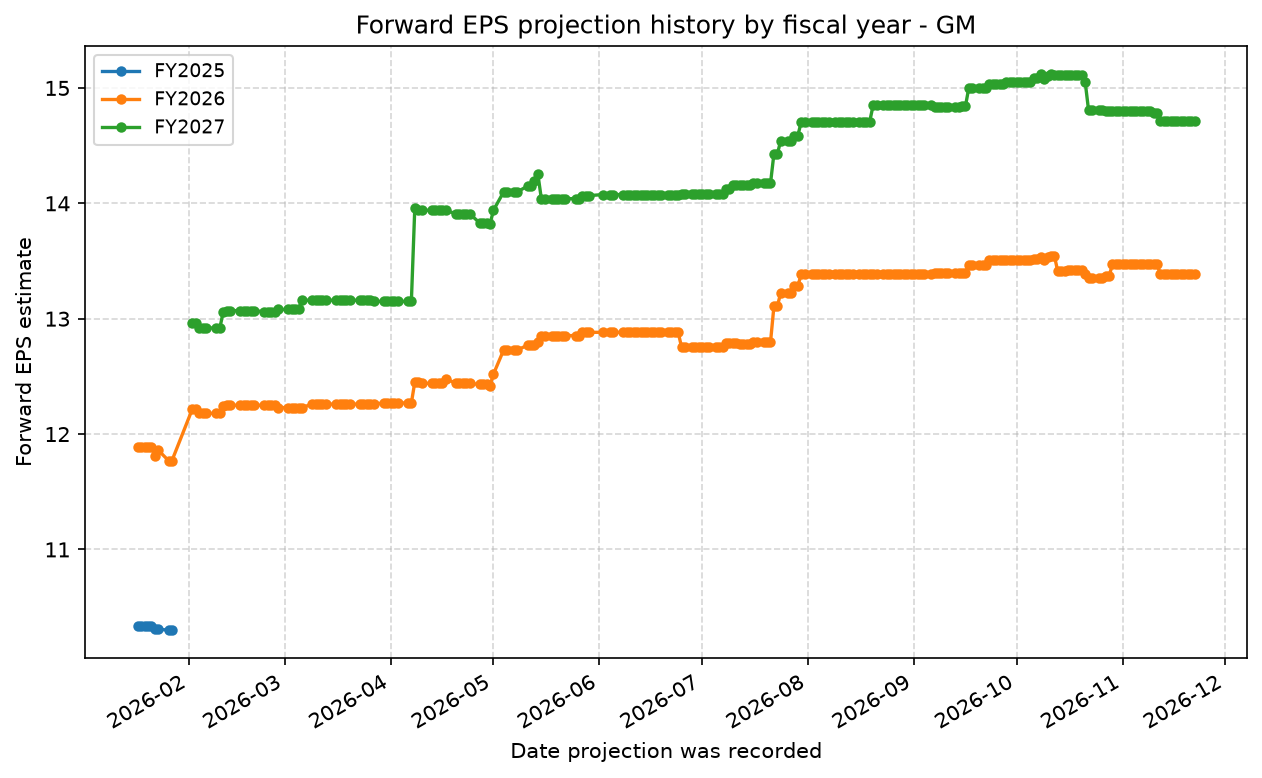 Forward EPS projection history by fiscal year - GM
FY2025
FY2026
FY2027
15
14
13
12
11
Forward EPS estimate
2026-02
2026-03
2026-04
2026-05
2026-06
2026-07
2026-08
2026-09
2026-10
2026-11
2026-12
Date projection was recorded